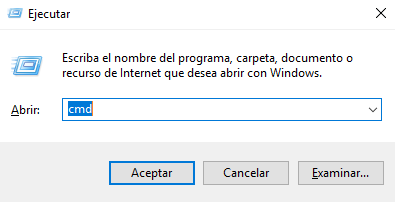 Ejecutar
Escriba el nombre del programa, carpeta, documento o
recurso de Internet que desea abrir con Windows.
Abrir: cmd
Aceptar Cancelar Examinar...